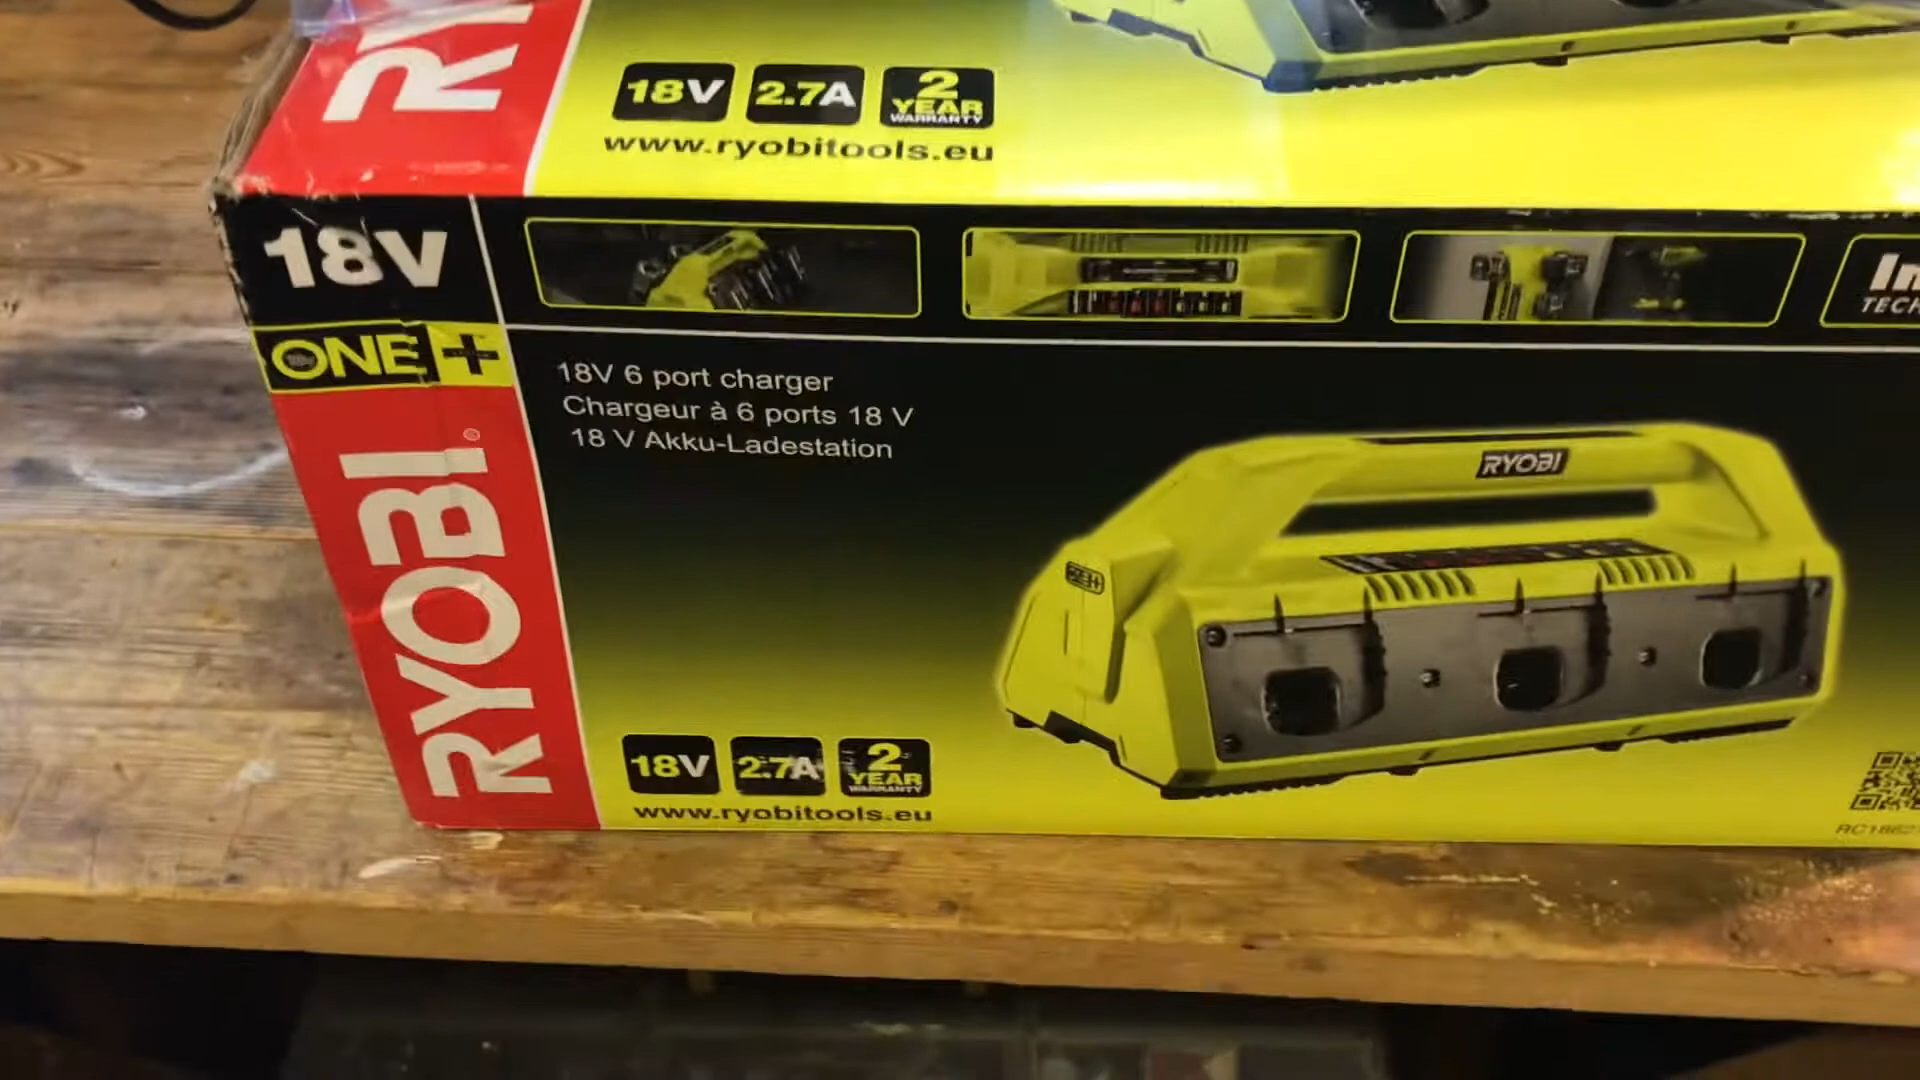 RY
18V 2.7A 2 YEAR WARRANTY
www.ryobitools.eu
18V
ONE+
RYOBI
18V 6 port charger
Chargeur à 6 ports 18 V
18 V Akku-Ladestation
RYOBI
18V 2.7A 2 YEAR WARRANTY
www.ryobitools.eu